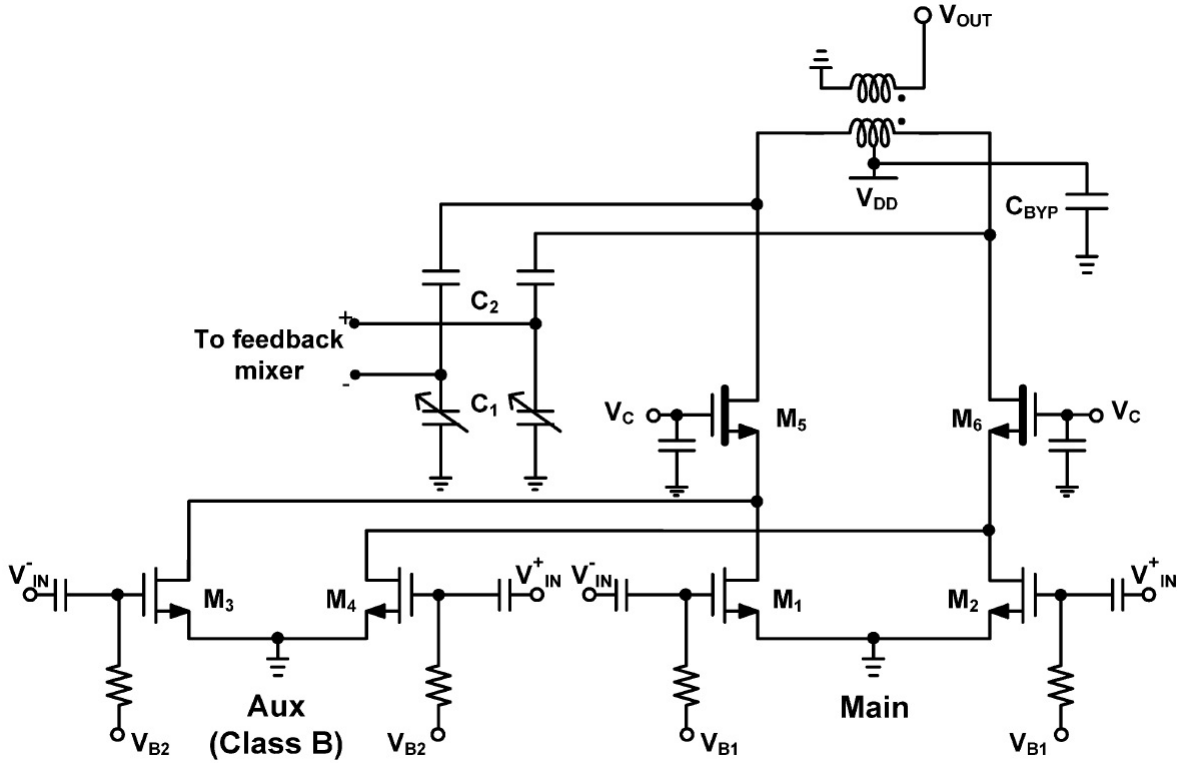 V_OUT
V_DD
C_BYP
C_2
+
To feedback
mixer
-
C_1
V_C
M_5
M_6
V_C
V^-_IN
M_3
M_4
V^+_IN
V^-_IN
M_1
M_2
V^+_IN
Aux
(Class B)
Main
V_B2
V_B2
V_B1
V_B1